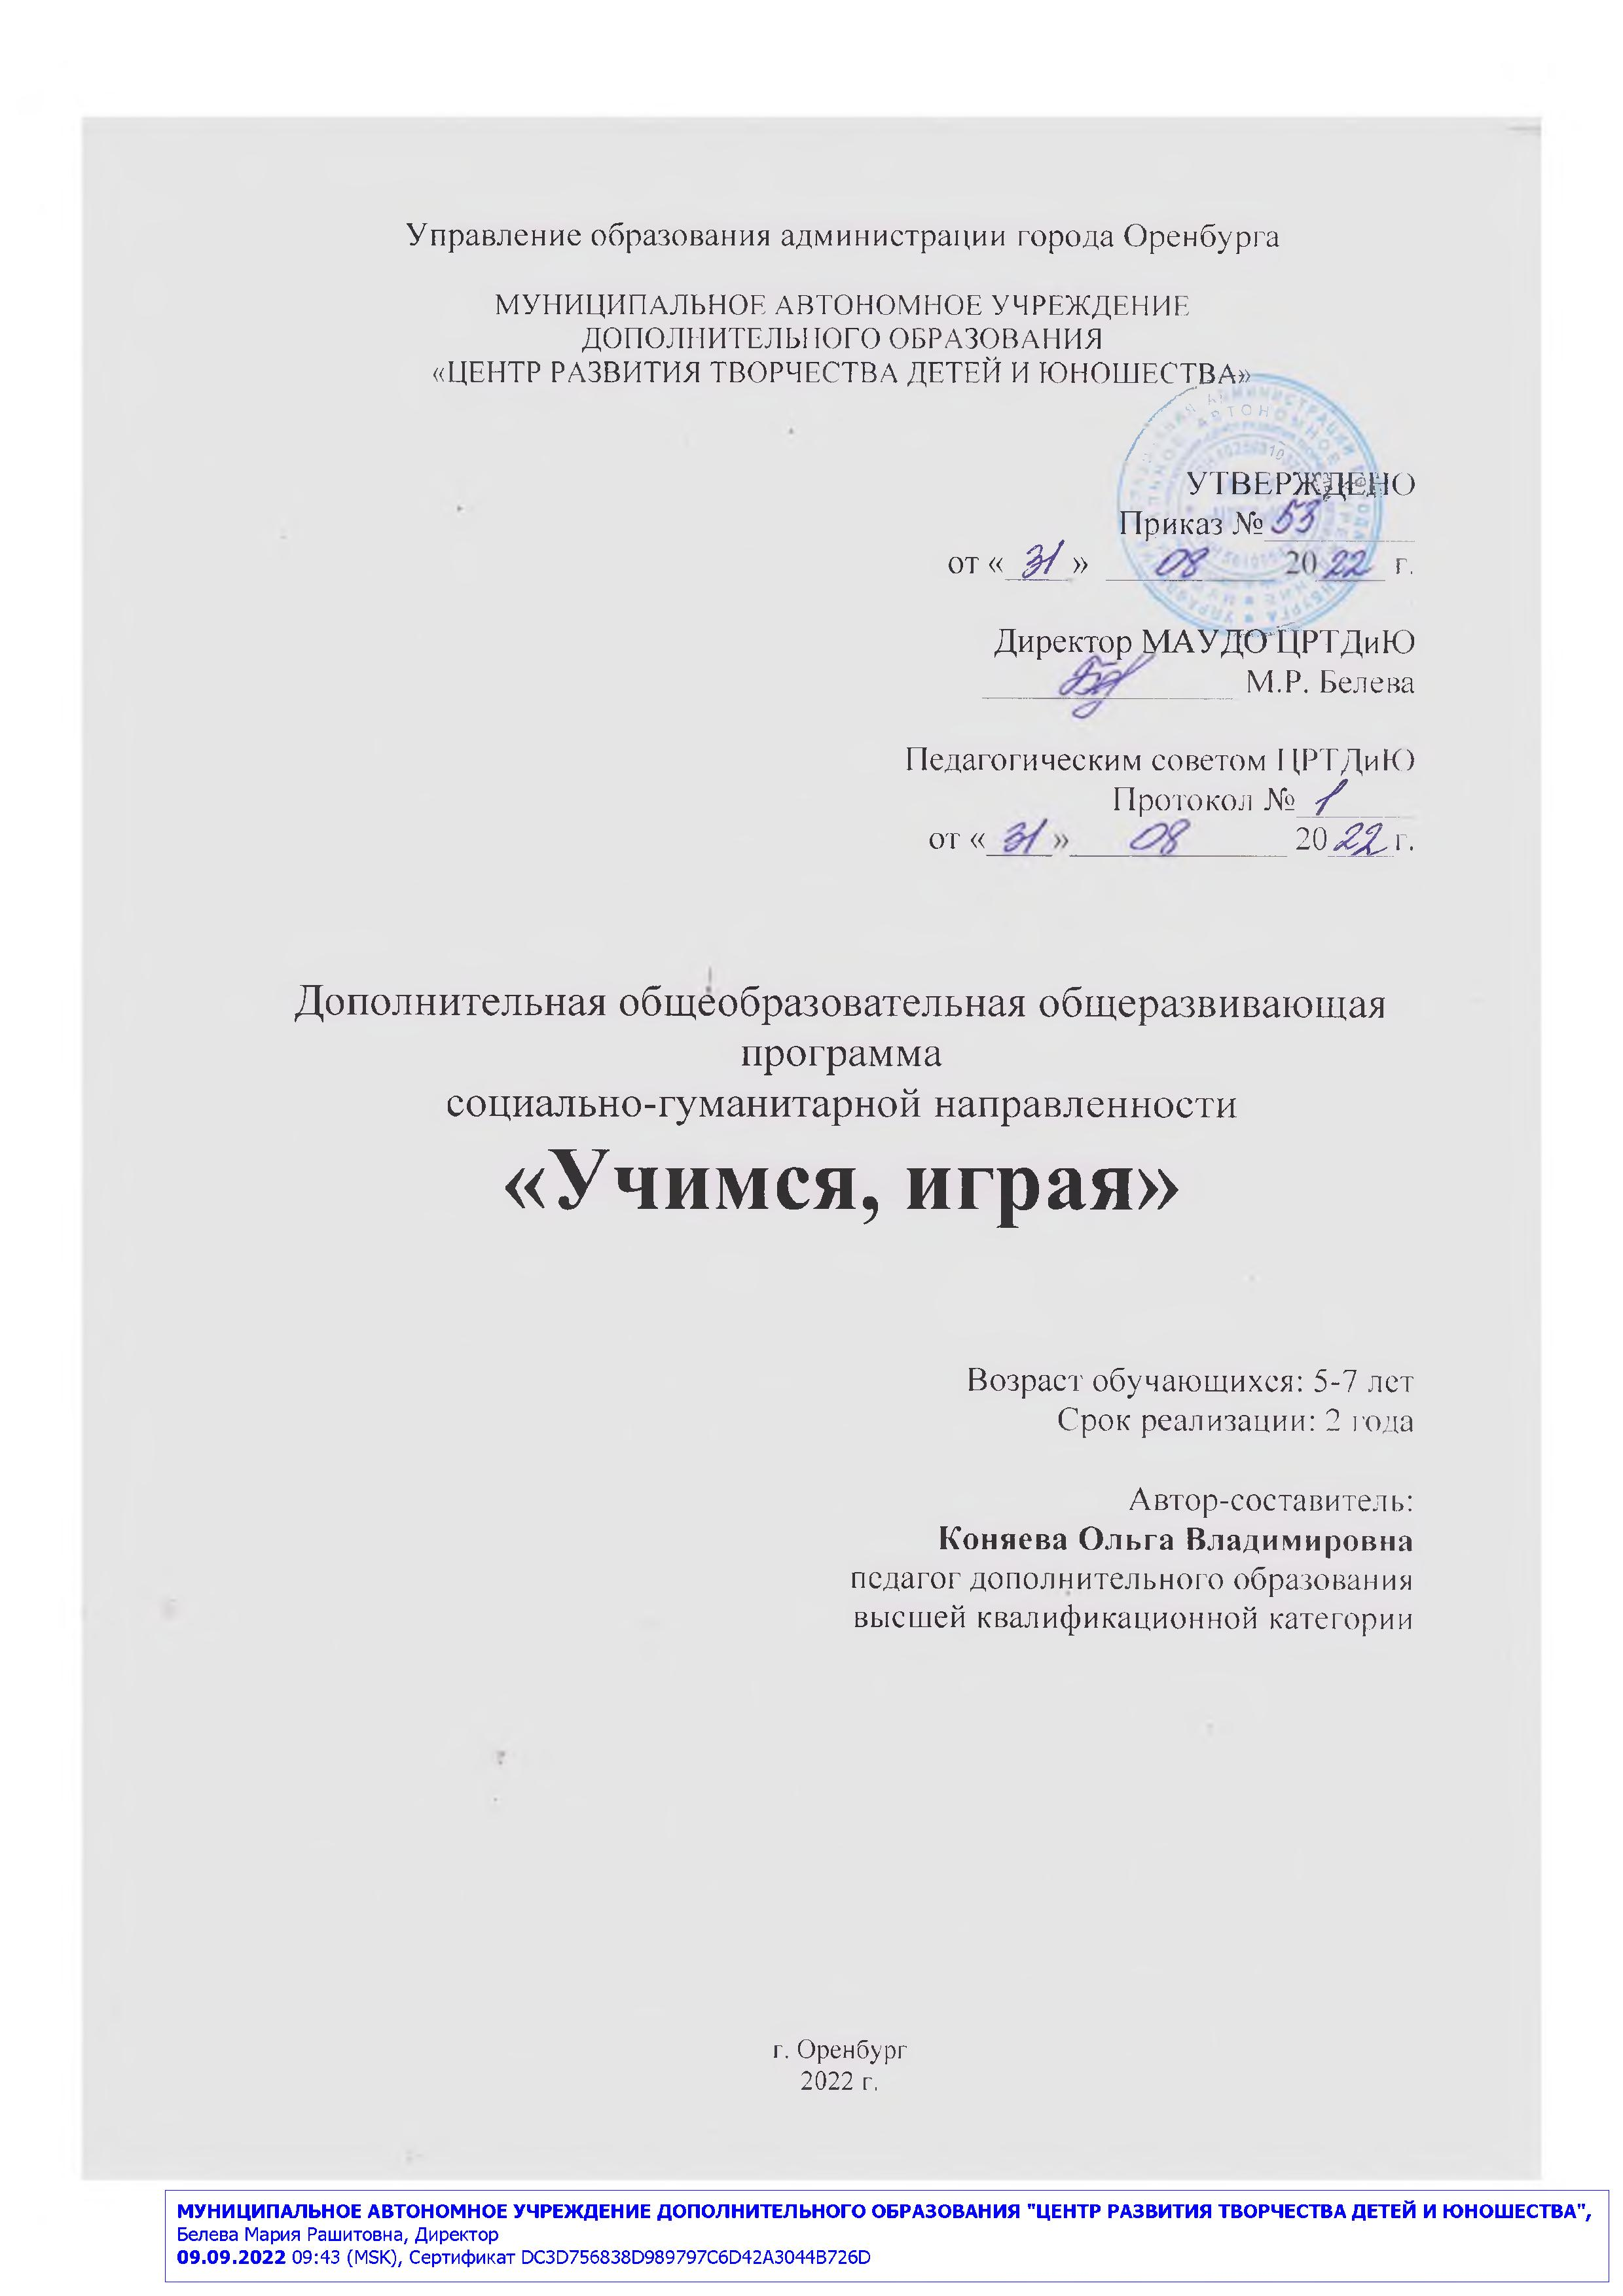 Управление образования администрации города Оренбурга
МУНИЦИПАЛЬНОЕ АВТОНОМНОЕ УЧРЕЖДЕНИЕ
ДОПОЛНИТЕЛЬНОГО ОБРАЗОВАНИЯ
«ЦЕНТР РАЗВИТИЯ ТВОРЧЕСТВА ДЕТЕЙ И ЮНОШЕСТВА»
УТВЕРЖДЕНО
Приказ № 53
от « 31 » 08 2022 г.
Директор МАУДО ЦРТДиЮ
М.Р. Белева
Педагогическим советом ЦРТДиЮ
Протокол № 1
от « 31 » 08 2022 г.
Дополнительная общеобразовательная общеразвивающая
программа
социально-гуманитарной направленности
«Учимся, играя»
Возраст обучающихся: 5-7 лет
Срок реализации: 2 года
Автор-составитель:
Коняева Ольга Владимировна
педагог дополнительного образования
высшей квалификационной категории
г. Оренбург
2022 г.
МУНИЦИПАЛЬНОЕ АВТОНОМНОЕ УЧРЕЖДЕНИЕ ДОПОЛНИТЕЛЬНОГО ОБРАЗОВАНИЯ "ЦЕНТР РАЗВИТИЯ ТВОРЧЕСТВА ДЕТЕЙ И ЮНОШЕСТВА",
Белева Мария Рашитовна, Директор
09.09.2022 09:43 (MSK), Сертификат DC3D756838D989797C6D42A3044B726D